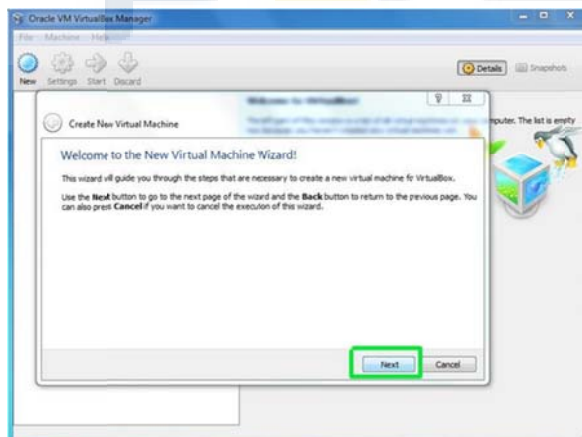 Oracle VM VirtualBox Manager
File Machine Help
New Settings Start Discard
Details Snapshots
Welcome to VirtualBox!
computer. The list is empty
Create New Virtual Machine
Welcome to the New Virtual Machine Wizard!
This wizard will guide you through the steps that are necessary to create a new virtual machine for VirtualBox.
Use the Next button to go to the next page of the wizard and the Back button to return to the previous page. You
can also press Cancel if you want to cancel the execution of this wizard.
Next Cancel